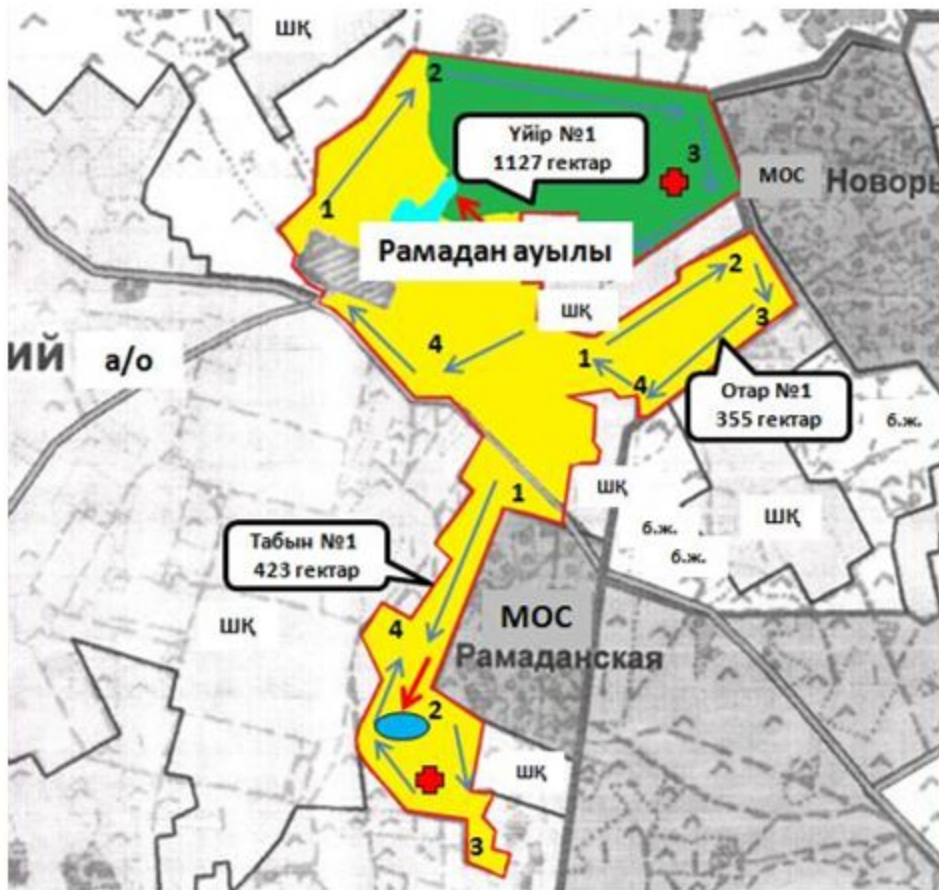 ШҚ
2
Үйір №1
1127 гектар
3
МОС
Новоры
1
Рамадан ауылы
2
ШҚ
3
4
1
ИЙ
а/о
4
Отар №1
355 гектар
б.ж.
1
ШҚ
ШҚ
б.ж.
б.ж.
Табын №1
423 гектар
МОС
ШҚ
4
Рамаданская
2
ШҚ
3